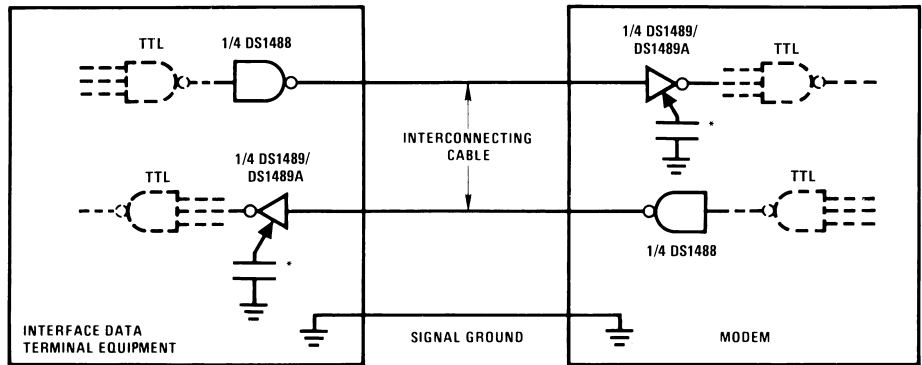 TTL
1/4 DS1488
1/4 DS1489/
DS1489A
TTL
*
INTERCONNECTING
CABLE
TTL
1/4 DS1489/
DS1489A
*
TTL
1/4 DS1488
INTERFACE DATA
TERMINAL EQUIPMENT
SIGNAL GROUND
MODEM